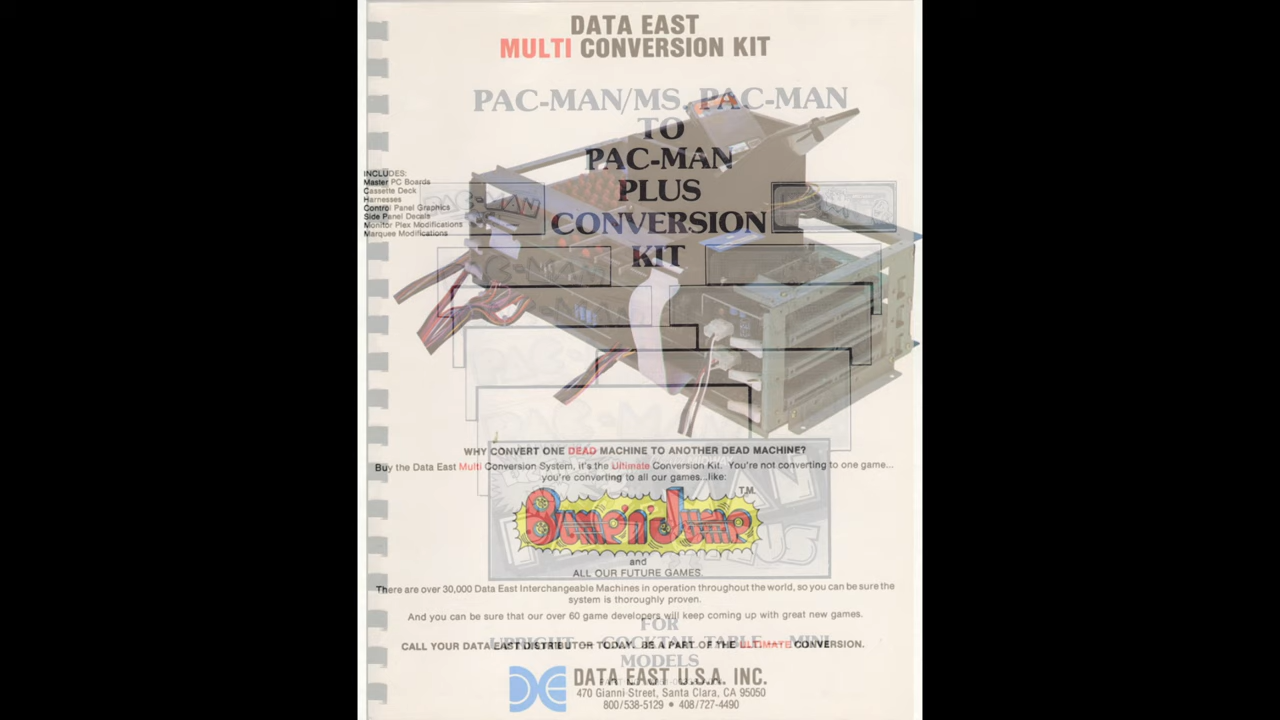 DATA EAST
MULTI CONVERSION KIT
PAC-MAN/MS. PAC-MAN
TO
PAC-MAN
PLUS
CONVERSION
KIT
INCLUDES:
Master PC Boards
Cassette Deck
Harnesses
Control Panel Graphics
Side Panel Decals
Monitor Plex Modifications
Marquee Modifications
PAC-MAN
WHY CONVERT ONE DEAD MACHINE TO ANOTHER DEAD MACHINE?
Buy the Data East Multi Conversion System, it's the Ultimate Conversion Kit. You're not converting to one game...
you're converting to all our games...like:
Bump'n'Jump TM.
and
ALL OUR FUTURE GAMES.
There are over 30,000 Data East Interchangeable Machines in operation throughout the world, so you can be sure the
system is thoroughly proven.
And you can be sure that our over 60 game developers will keep coming up with great new games.
FOR
UPRIGHT — COCKTAIL TABLE — MINI
CALL YOUR DATA EAST DISTRIBUTOR TODAY. BE A PART OF THE ULTIMATE CONVERSION.
MODELS
DATA EAST U.S.A. INC.
470 Gianni Street, Santa Clara, CA 95050
800/538-5129 • 408/727-4490